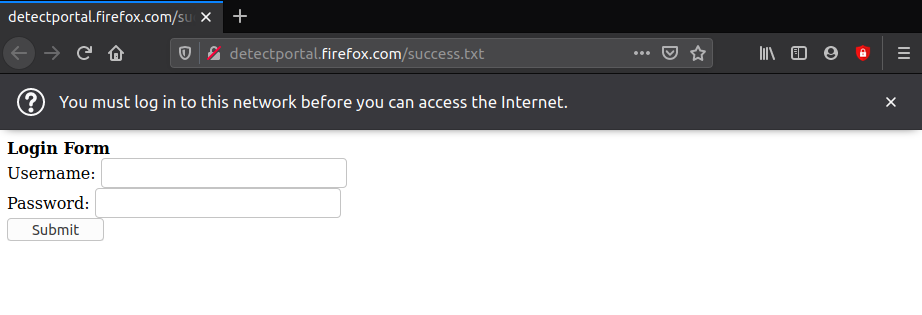 detectportal.firefox.com/su
detectportal.firefox.com/success.txt
You must log in to this network before you can access the Internet.
Login Form
Username:
Password:
Submit